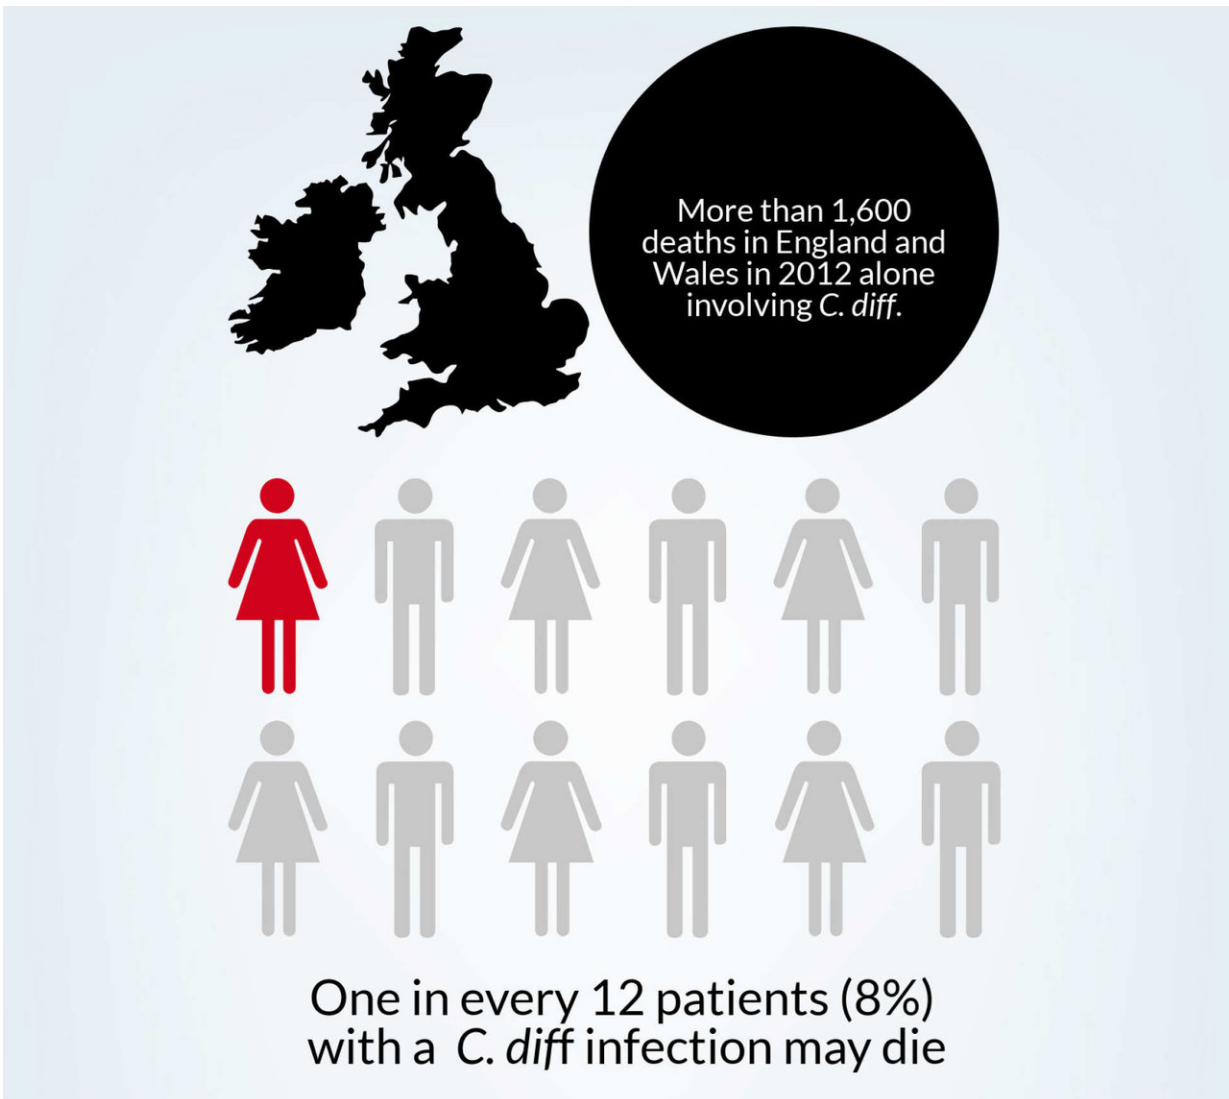 More than 1,600
deaths in England and
Wales in 2012 alone
involving C. diff.
One in every 12 patients (8%)
with a C. diff infection may die